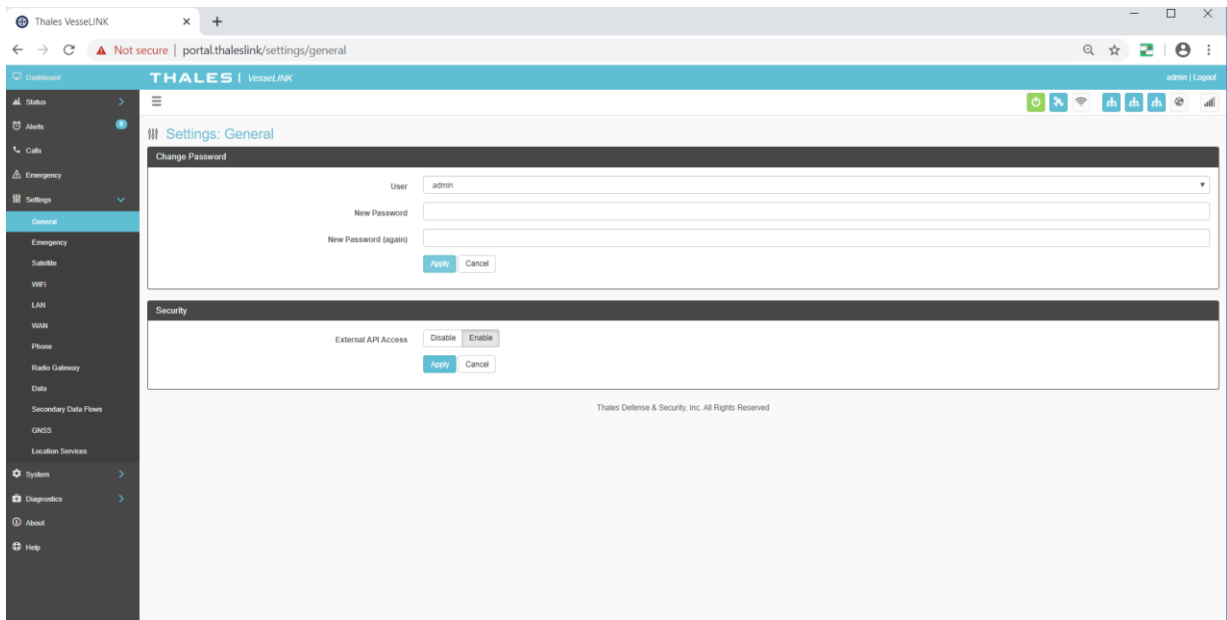 Thales VesseLINK
Not secure | portal.thaleslink/settings/general
Dashboard
THALES | VesseLINK
admin | Logout
Status
Alerts 0
Calls
Emergency
Settings
General
Emergency
Satellite
WiFi
LAN
WAN
Phone
Radio Gateway
Data
Secondary Data Flows
GNSS
Location Services
System
Diagnostics
About
Help
Settings: General
Change Password
User admin
New Password
New Password (again)
Apply Cancel
Security
External API Access Disable Enable
Apply Cancel
Thales Defense & Security, Inc. All Rights Reserved